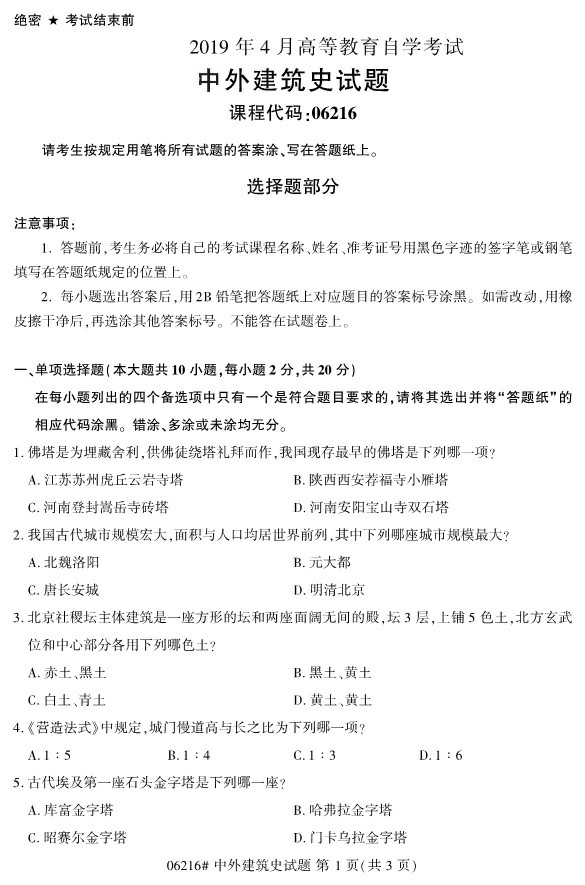 绝密 ★ 考试结束前
2019 年 4 月高等教育自学考试
中外建筑史试题
课程代码:06216
请考生按规定用笔将所有试题的答案涂、写在答题纸上。
选择题部分
注意事项:
1. 答题前,考生务必将自己的考试课程名称、姓名、准考证号用黑色字迹的签字笔或钢笔
填写在答题纸规定的位置上。
2. 每小题选出答案后,用 2B 铅笔把答题纸上对应题目的答案标号涂黑。如需改动,用橡
皮擦干净后,再选涂其他答案标号。不能答在试题卷上。
一、单项选择题(本大题共 10 小题,每小题 2 分,共 20 分)
在每小题列出的四个备选项中只有一个是符合题目要求的,请将其选出并将“答题纸”的
相应代码涂黑。错涂、多涂或未涂均无分。
1. 佛塔是为埋藏舍利,供佛徒绕塔礼拜而作,我国现存最早的佛塔是下列哪一项?
A. 江苏苏州虎丘云岩寺塔 B. 陕西西安荐福寺小雁塔
C. 河南登封嵩岳寺砖塔 D. 河南安阳宝山寺双石塔
2. 我国古代城市规模宏大,面积与人口均居世界前列,其中下列哪座城市规模最大?
A. 北魏洛阳 B. 元大都
C. 唐长安城 D. 明清北京
3. 北京社稷坛主体建筑是一座方形的坛和两座面阔无间的殿,坛 3 层,上铺 5 色土,北方玄武
位和中心部分各用下列哪色土?
A. 赤土、黑土 B. 黑土、黄土
C. 白土、青土 D. 黄土、黄土
4.《营造法式》中规定,城门慢道高与长之比为下列哪一项?
A. 1∶5 B. 1∶4 C. 1∶3 D. 1∶6
5. 古代埃及第一座石头金字塔是下列哪一座?
A. 库富金字塔 B. 哈弗拉金字塔
C. 昭赛尔金字塔 D. 门卡乌拉金字塔
06216# 中外建筑史试题 第 1 页(共 3 页)